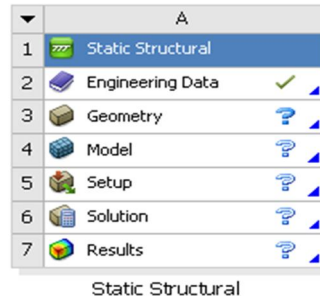 A
1 Static Structural
2 Engineering Data
3 Geometry ?
4 Model ?
5 Setup ?
6 Solution ?
7 Results ?
Static Structural